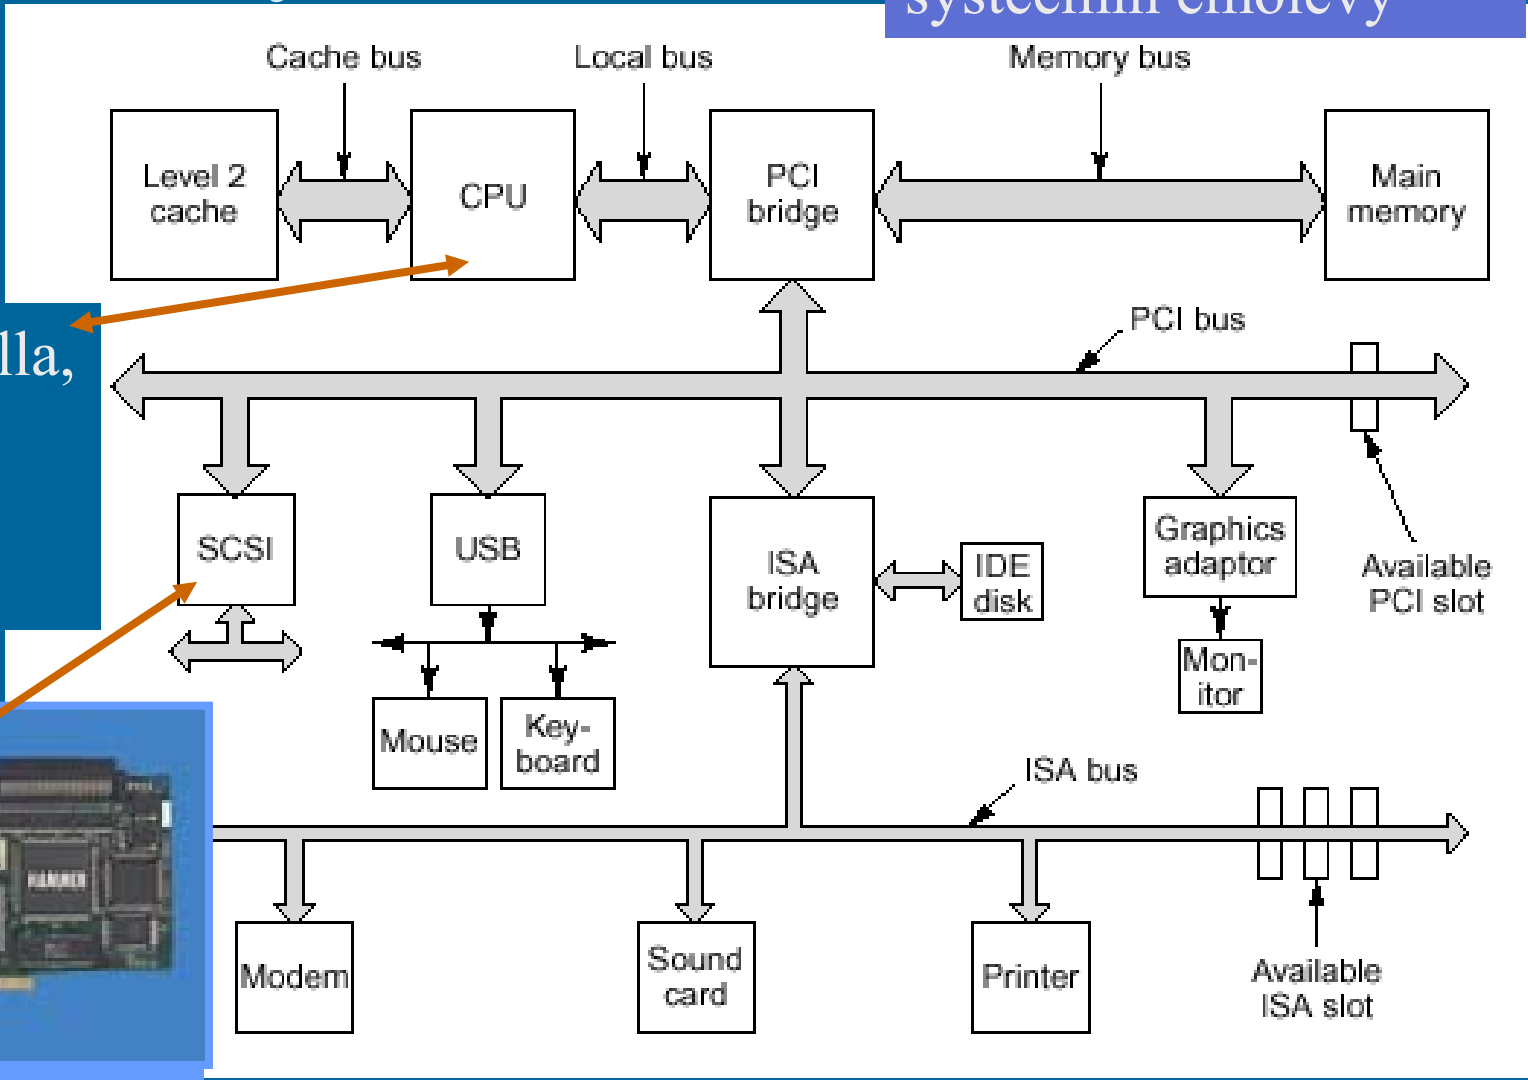 Cache bus
Local bus
Memory bus
Level 2
cache
CPU
PCI
bridge
Main
memory
PCI bus
lla,
SCSI
USB
ISA
bridge
IDE
disk
Graphics
adaptor
Available
PCI slot
Mon-
itor
Mouse
Key-
board
ISA bus
HAMMER
Modem
Sound
card
Printer
Available
ISA slot